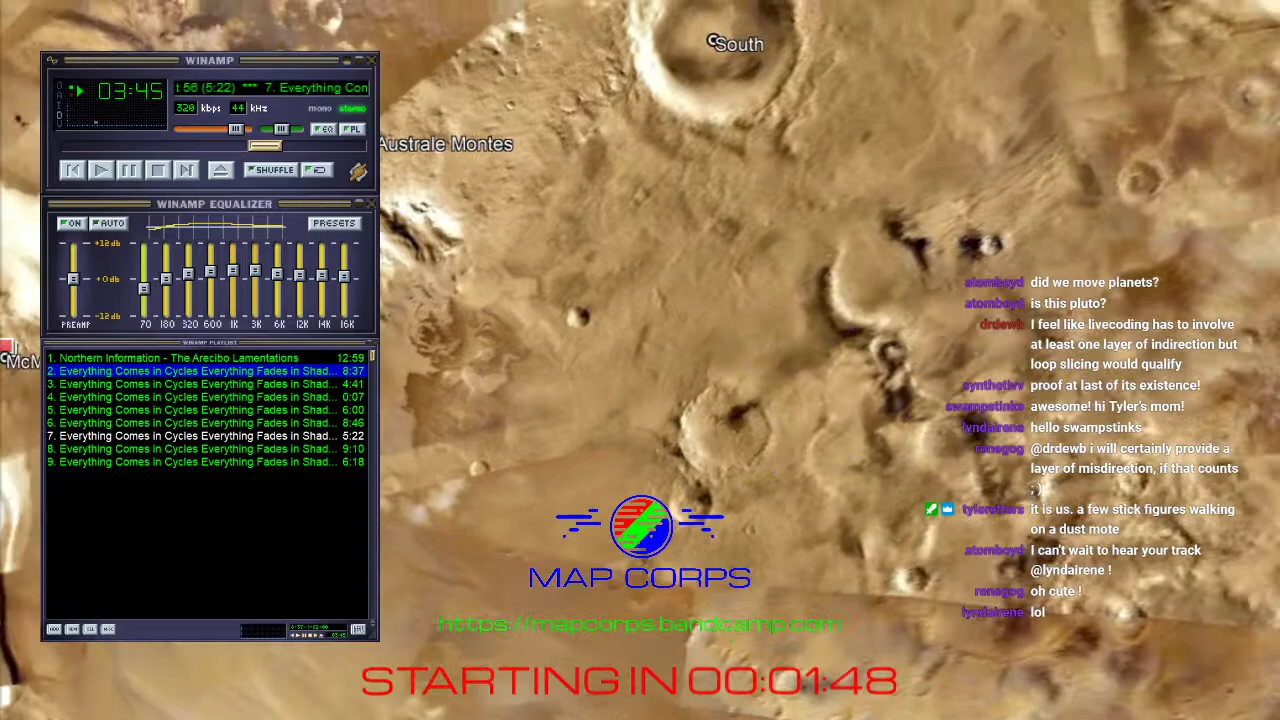 South
Australe Montes
McM
WINAMP
03:45
t 56 (5:22) *** 7. Everything Con
320 kbps 44 kHz mono stereo
EQ PL
SHUFFLE
WINAMP EQUALIZER
ON AUTO PRESETS
+12db
+0db
-12db
PREAMP 70 180 320 600 1K 3K 6K 12K 14K 16K
WINAMP PLAYLIST
1. Northern Information - The Arecibo Lamentations 12:59
2. Everything Comes in Cycles Everything Fades in Shad... 8:37
3. Everything Comes in Cycles Everything Fades in Shad... 4:41
4. Everything Comes in Cycles Everything Fades in Shad... 0:07
5. Everything Comes in Cycles Everything Fades in Shad... 6:00
6. Everything Comes in Cycles Everything Fades in Shad... 8:46
7. Everything Comes in Cycles Everything Fades in Shad... 5:22
8. Everything Comes in Cycles Everything Fades in Shad... 9:10
9. Everything Comes in Cycles Everything Fades in Shad... 6:18
atomboyd did we move planets?
atomboyd is this pluto?
drdewb I feel like livecoding has to involve
at least one layer of indirection but
loop slicing would qualify
synthetivv proof at last of its existence!
swampstinks awesome! hi Tyler's mom!
lyndairene hello swampstinks
renegog @drdewb i will certainly provide a
layer of misdireetion, if that counts
; )
tyleretters it is us. a few stick figures walking
on a dust mote
atomboyd I can't wait to hear your track
@lyndairene !
renegog oh cute !
lyndairene lol
MAP CORPS
https://mapcorps.bandcamp.com
STARTING IN 00:01:48